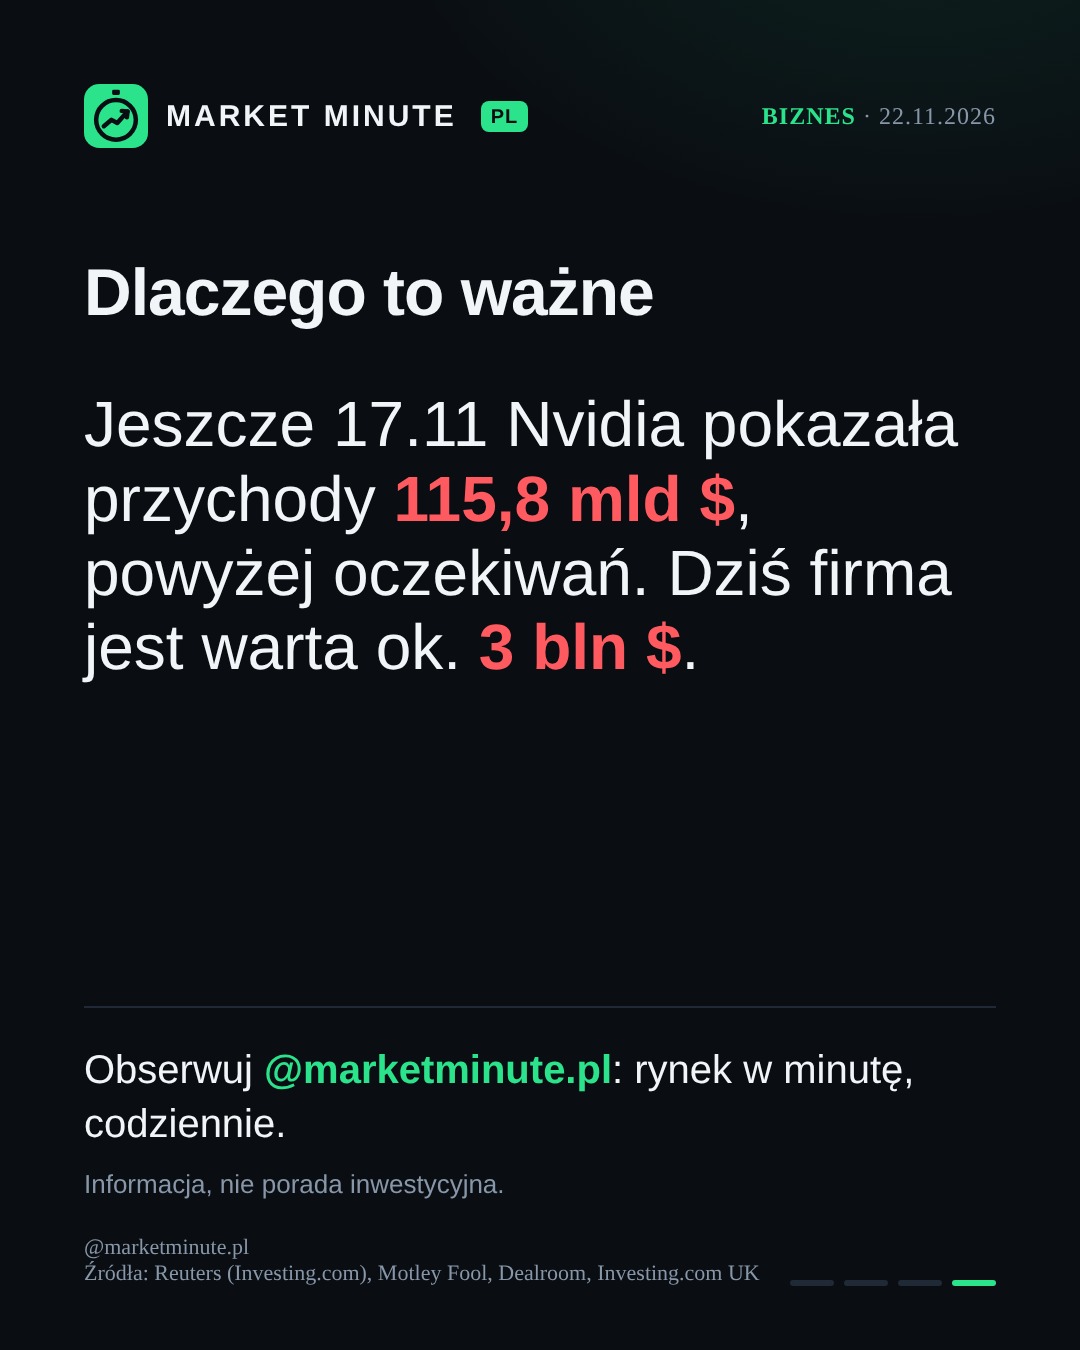 MARKET MINUTE PL
BIZNES · 22.11.2026
Dlaczego to ważne
Jeszcze 17.11 Nvidia pokazała
przychody 115,8 mld $,
powyżej oczekiwań. Dziś firma
jest warta ok. 3 bln $.
Obserwuj @marketminute.pl: rynek w minutę,
codziennie.
Informacja, nie porada inwestycyjna.
@marketminute.pl
Źródła: Reuters (Investing.com), Motley Fool, Dealroom, Investing.com UK